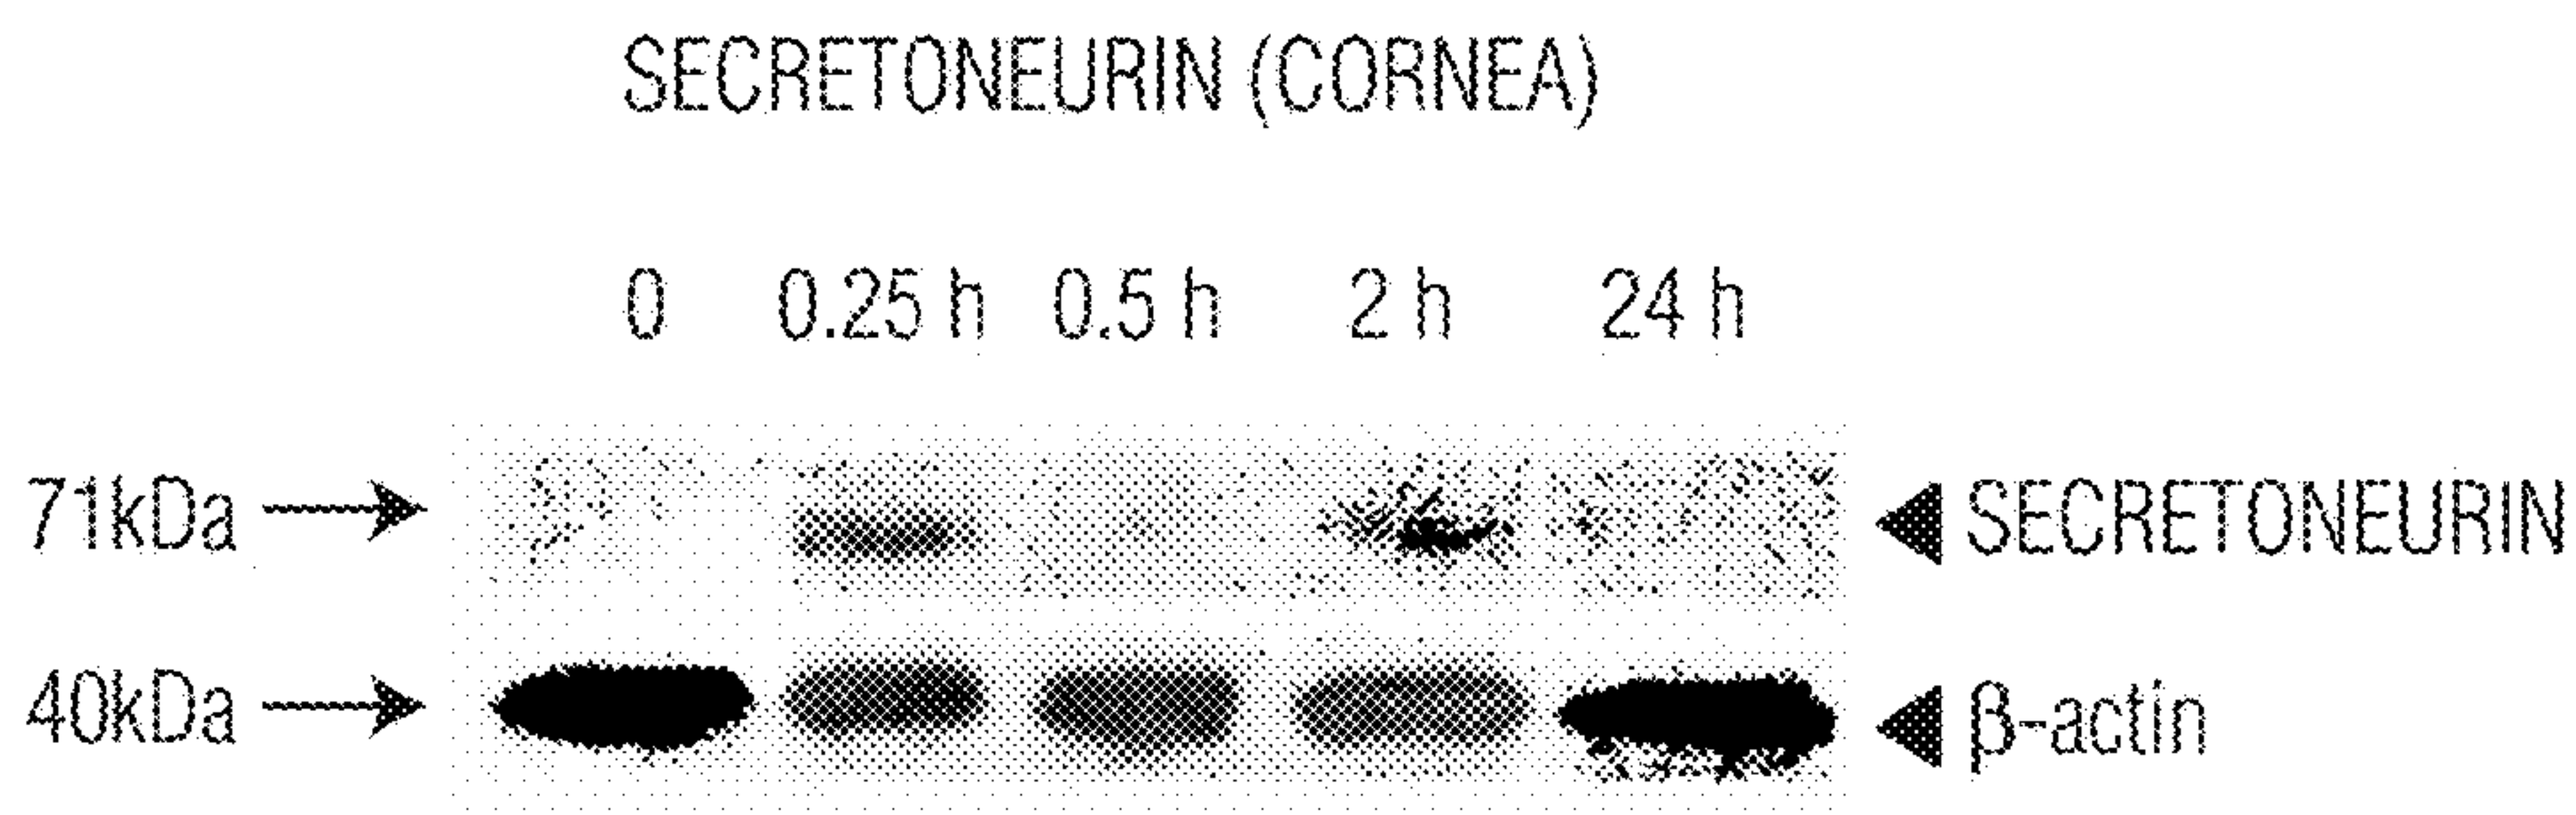 SECRETONEURIN (CORNEA)
0 0.25 h 0.5 h 2 h 24 h
71kDa SECRETONEURIN
40kDa β-actin